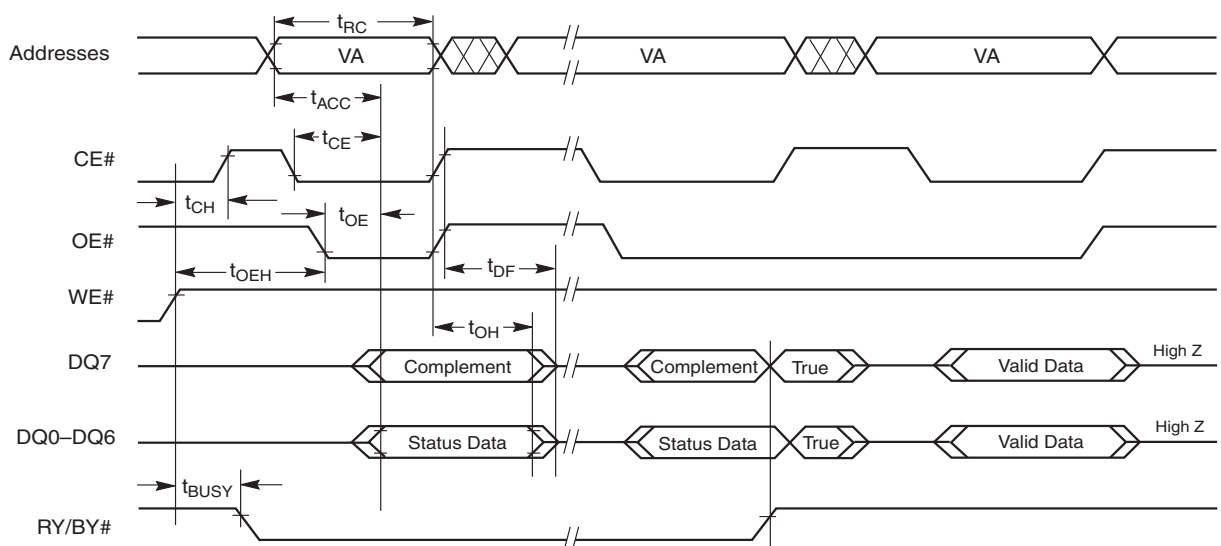 tRC
Addresses VA VA VA
tACC
tCE
CE#
tCH
tOE
OE#
tOEH
tDF
WE#
tOH
DQ7 Complement Complement True Valid Data High Z
DQ0–DQ6 Status Data Status Data True Valid Data High Z
tBUSY
RY/BY#